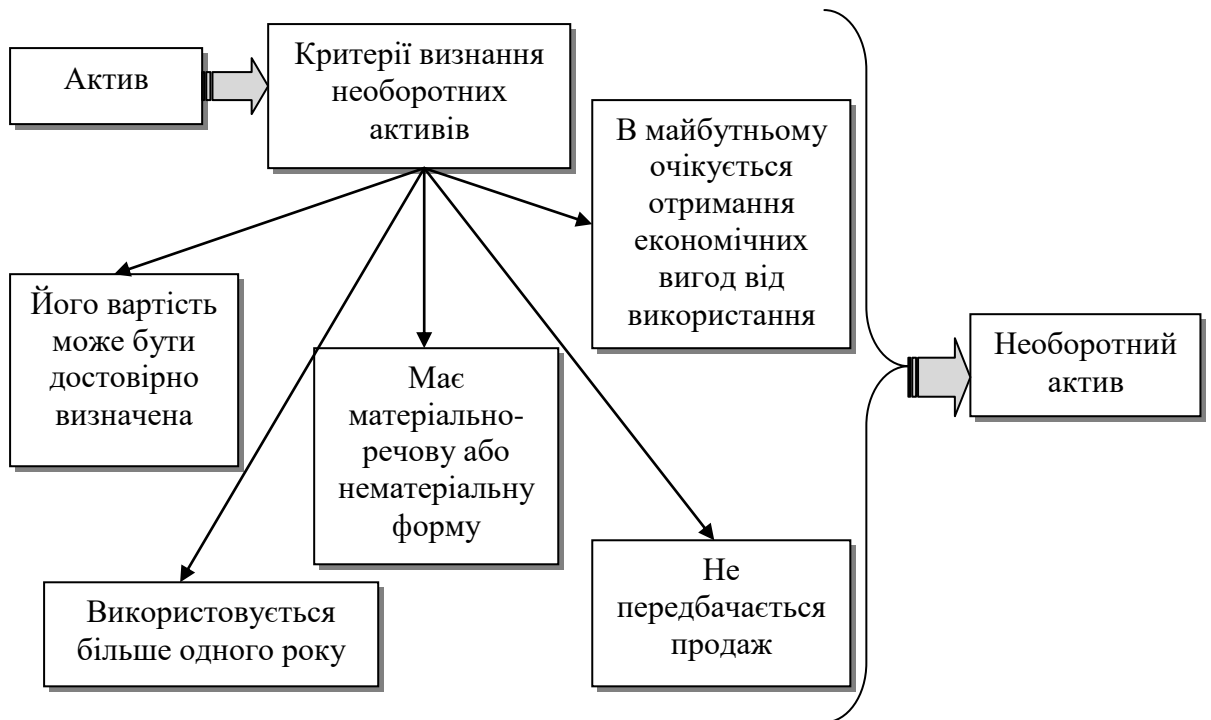 Актив
Критерії визнання
необоротних
активів
В майбутньому
очікується
отримання
економічних
вигод від
використання
Його вартість
може бути
достовірно
визначена
Має
матеріально-
речову або
нематеріальну
форму
Необоротний
актив
Використовується
більше одного року
Не
передбачається
продаж